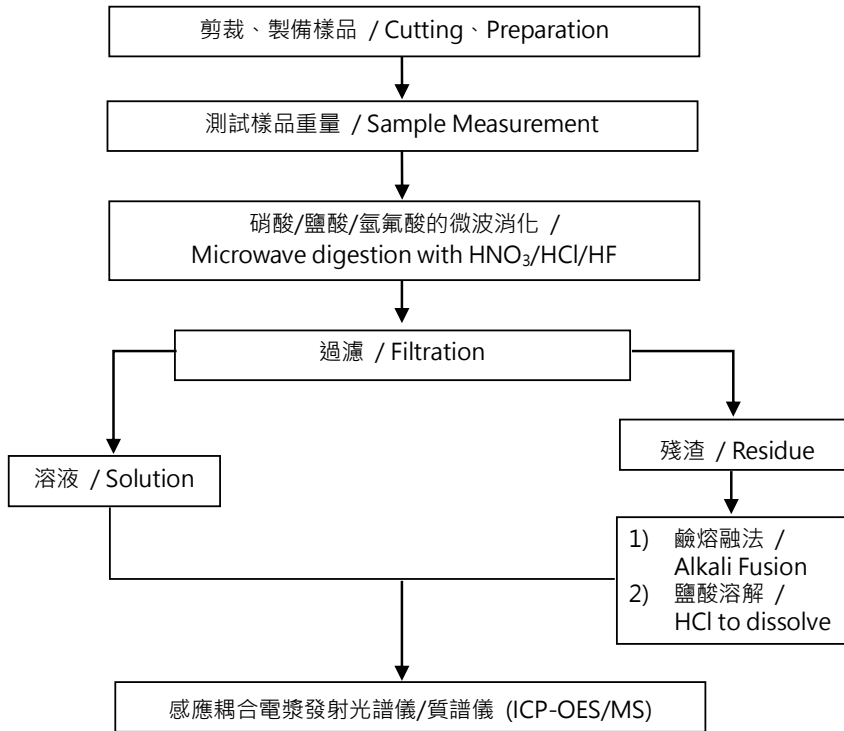 剪裁、製備樣品 / Cutting、Preparation
測試樣品重量 / Sample Measurement
硝酸/鹽酸/氫氟酸的微波消化 /
Microwave digestion with HNO₃/HCl/HF
過濾 / Filtration
溶液 / Solution
殘渣 / Residue
1) 鹼熔融法 /
Alkali Fusion
2) 鹽酸溶解 /
HCl to dissolve
感應耦合電漿發射光譜儀/質譜儀 (ICP-OES/MS)